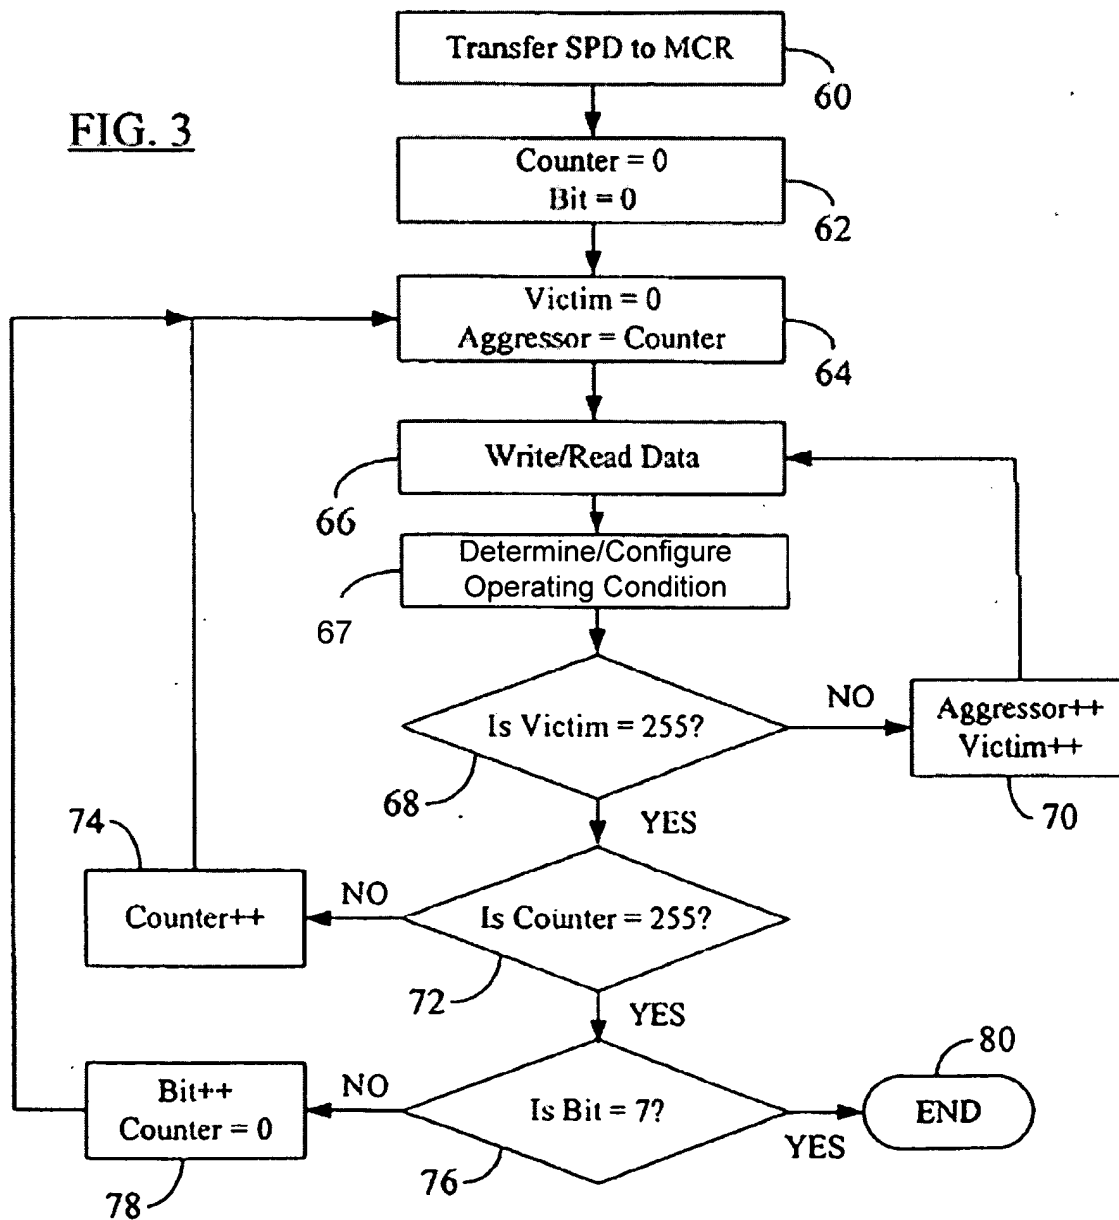 Transfer SPD to MCR
60
FIG. 3
Counter = 0
Bit = 0
62
Victim = 0
Aggressor = Counter
64
Write/Read Data
66
Determine/Configure
Operating Condition
67
Is Victim = 255?
68
NO
Aggressor++
Victim++
70
YES
74
Counter++
NO
Is Counter = 255?
72
YES
Bit++
Counter = 0
78
NO
Is Bit = 7?
76
YES
80
END